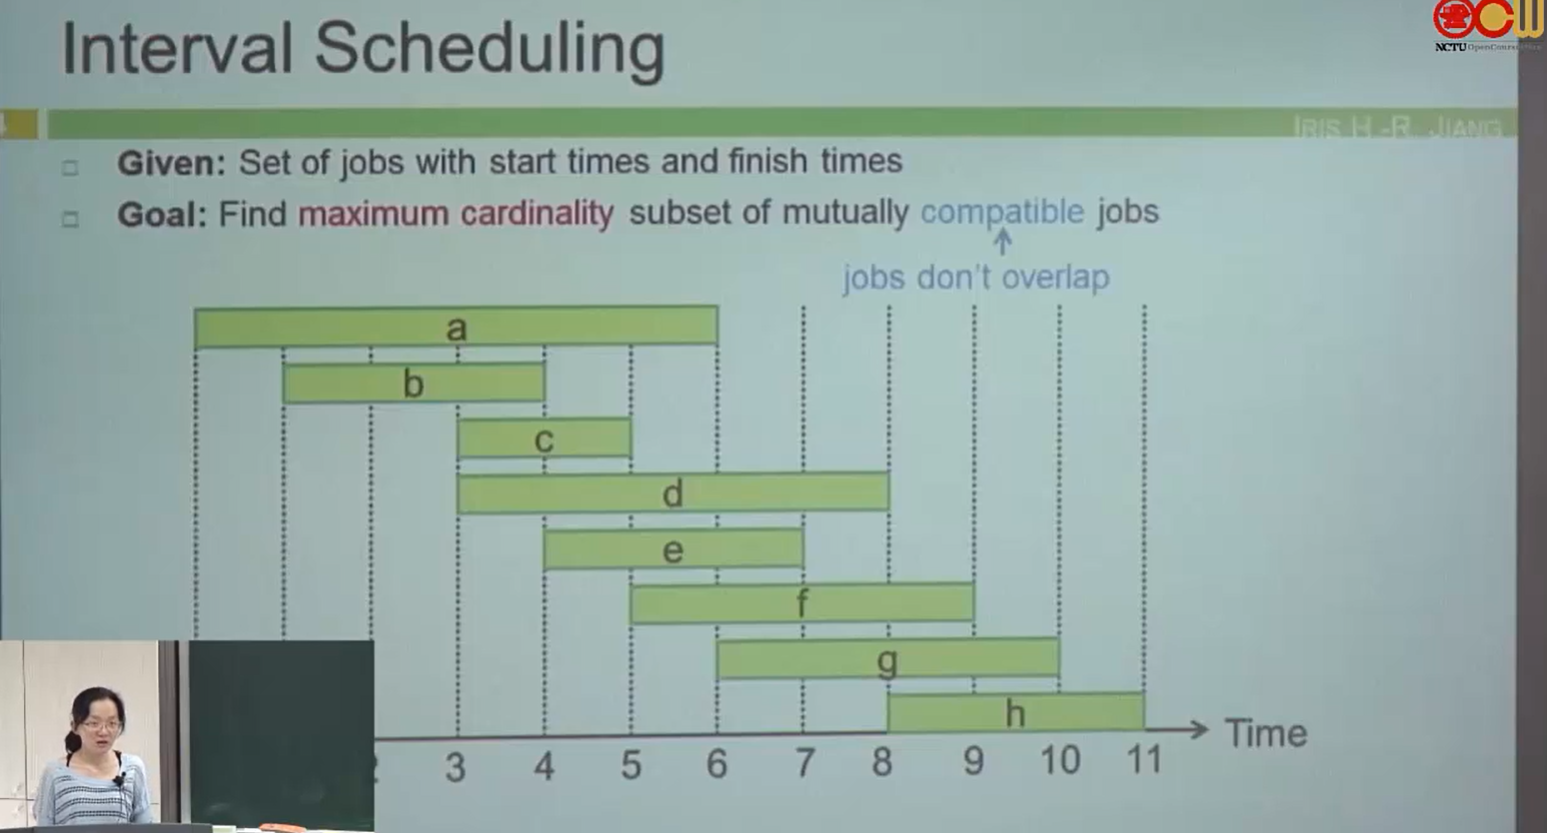 Interval Scheduling
NCTU
IRIS H.-R. JIANG
Given: Set of jobs with start times and finish times
Goal: Find maximum cardinality subset of mutually compatible jobs
jobs don't overlap
a
b
c
d
e
f
g
h
Time
3 4 5 6 7 8 9 10 11